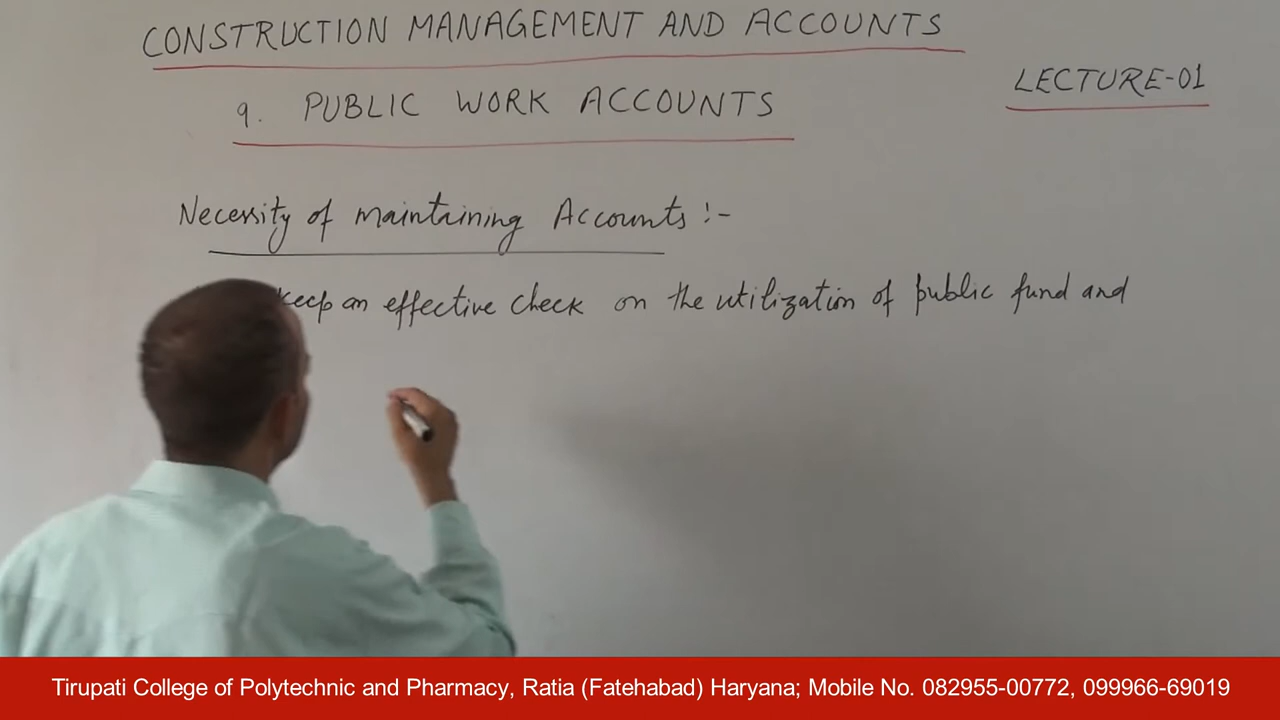 CONSTRUCTION MANAGEMENT AND ACCOUNTS
LECTURE-01
9. PUBLIC WORK ACCOUNTS
Necessity of maintaining Accounts :-
keep an effective check on the utilization of public fund and
Tirupati College of Polytechnic and Pharmacy, Ratia (Fatehabad) Haryana; Mobile No. 082955-00772, 099966-69019